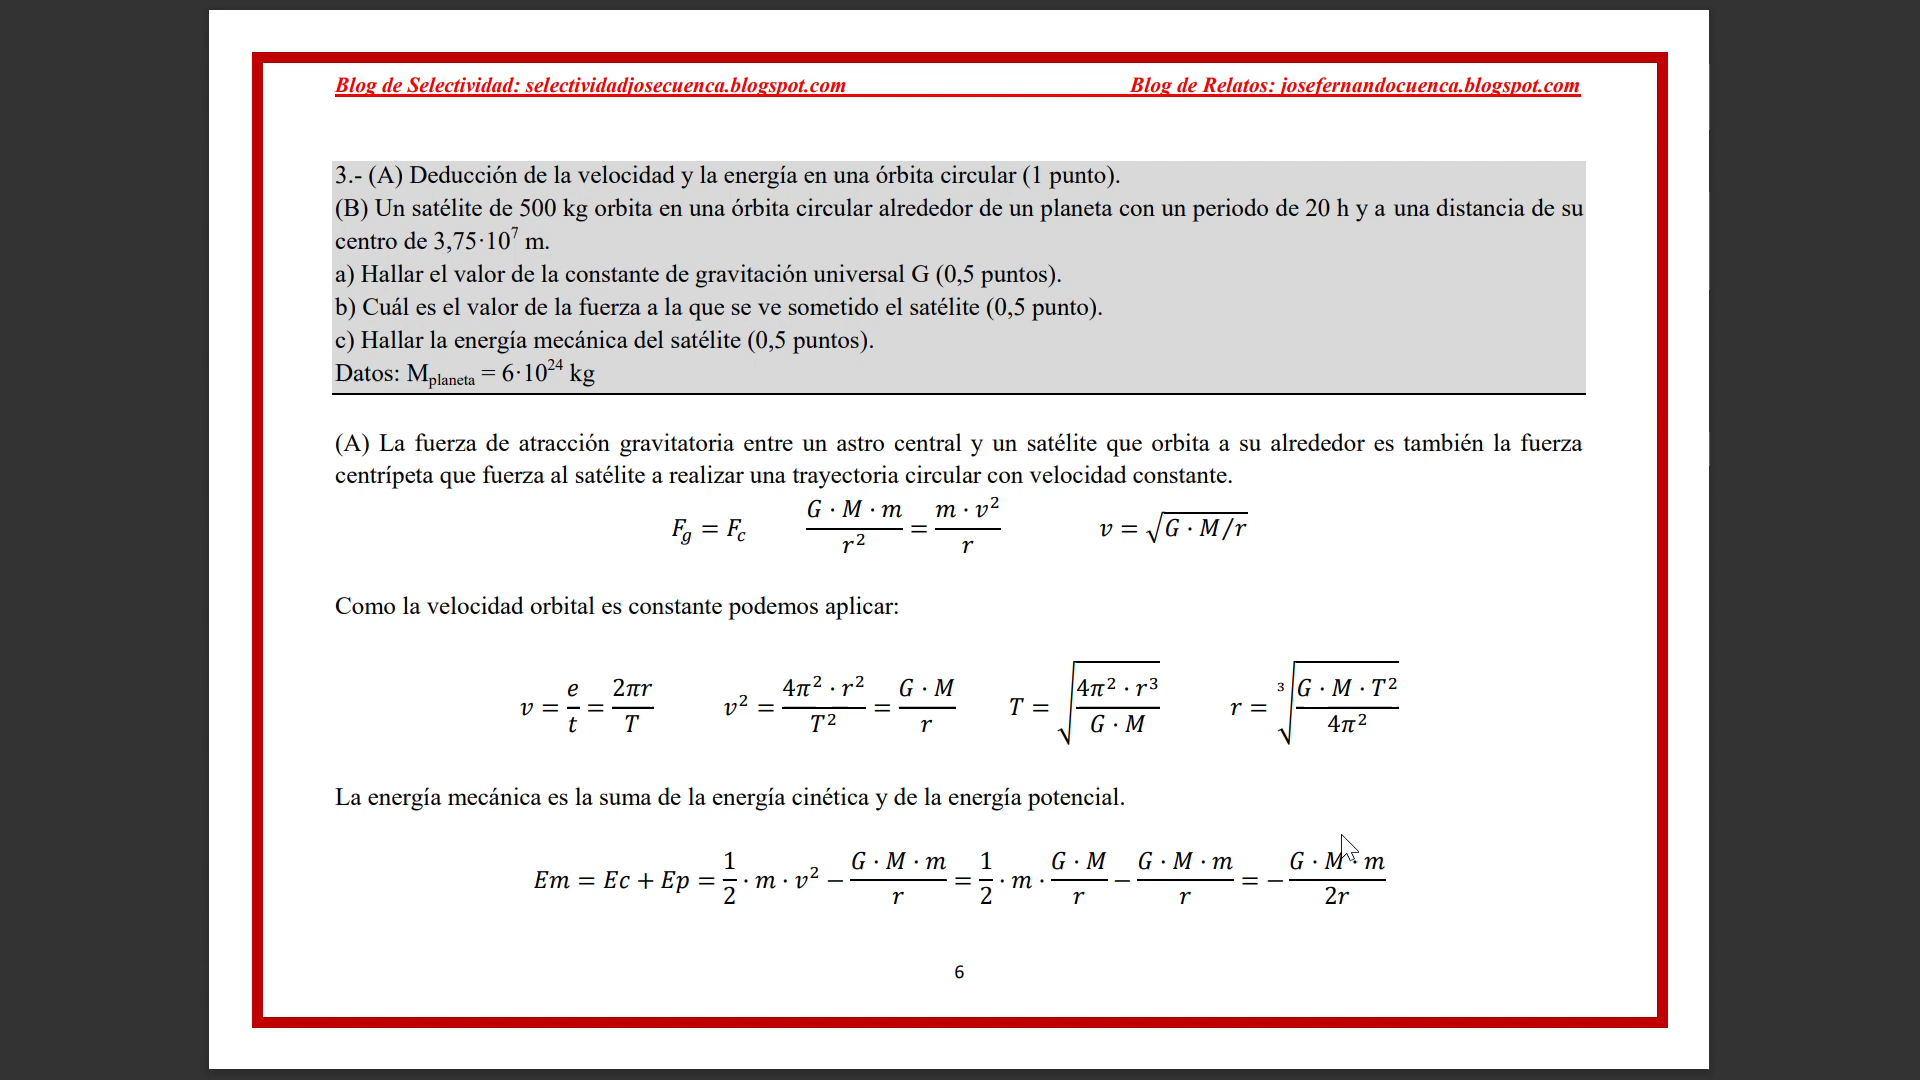 Blog de Selectividad: selectividadjosecuenca.blogspot.com Blog de Relatos: josefernandocuenca.blogspot.com
3.- (A) Deducción de la velocidad y la energía en una órbita circular (1 punto).
(B) Un satélite de 500 kg orbita en una órbita circular alrededor de un planeta con un periodo de 20 h y a una distancia de su
centro de 3,75·10⁷ m.
a) Hallar el valor de la constante de gravitación universal G (0,5 puntos).
b) Cuál es el valor de la fuerza a la que se ve sometido el satélite (0,5 punto).
c) Hallar la energía mecánica del satélite (0,5 puntos).
Datos: M_planeta = 6·10²⁴ kg
(A) La fuerza de atracción gravitatoria entre un astro central y un satélite que orbita a su alrededor es también la fuerza
centrípeta que fuerza al satélite a realizar una trayectoria circular con velocidad constante.
F_g = F_c (G · M · m)/r² = (m · v²)/r v = √(G · M/r)
Como la velocidad orbital es constante podemos aplicar:
v = e/t = 2πr/T v² = (4π² · r²)/T² = (G · M)/r T = √((4π² · r³)/(G · M)) r = ³√((G · M · T²)/(4π²))
La energía mecánica es la suma de la energía cinética y de la energía potencial.
Em = Ec + Ep = 1/2 · m · v² − (G · M · m)/r = 1/2 · m · (G · M)/r − (G · M · m)/r = − (G · M · m)/2r
6